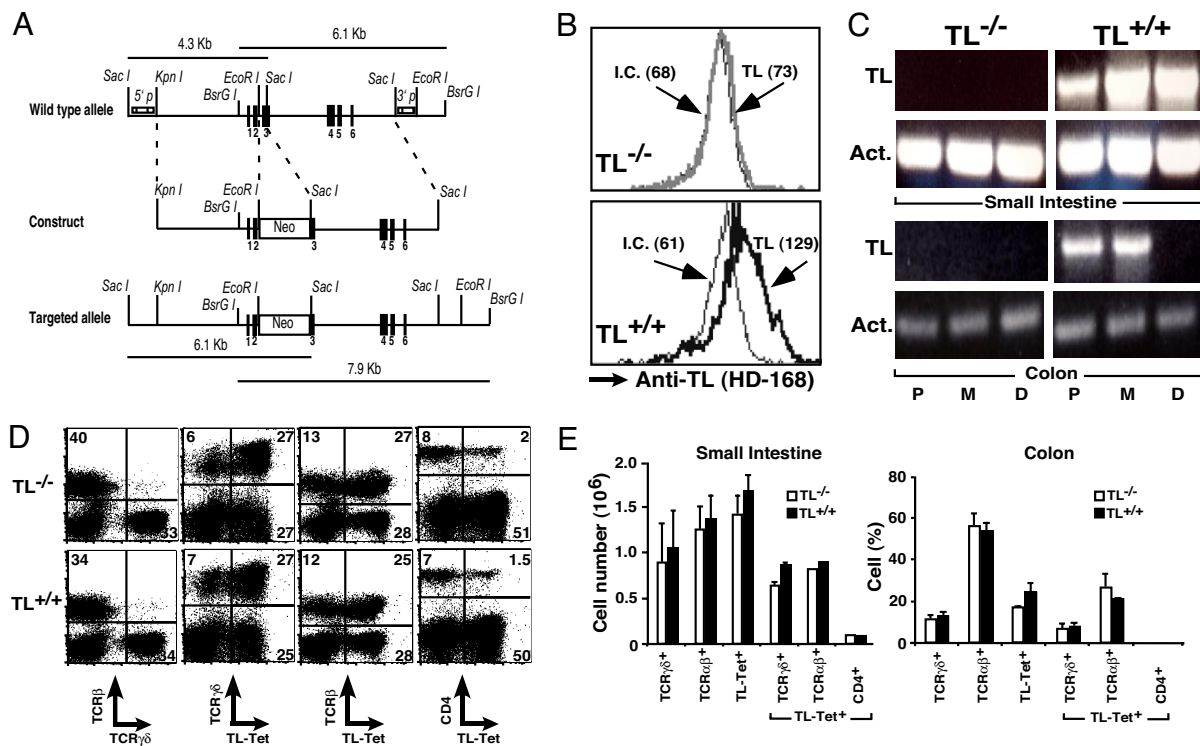 A
4.3 Kb
6.1 Kb
Sac I
Kpn I
EcoR I
BsrG I
Sac I
Sac I
EcoR I
BsrG I
Wild type allele
5' p
3' p
1 2 3 4 5 6
Kpn I
EcoR I
BsrG I
Sac I
Sac I
Construct
Neo
1 2 3 4 5 6
Sac I
Kpn I
EcoR I
BsrG I
Sac I
Sac I
EcoR I
BsrG I
Targeted allele
Neo
1 2 3 4 5 6
6.1 Kb
7.9 Kb
B
I.C. (68)
TL (73)
TL-/-
I.C. (61)
TL (129)
TL+/+
Anti-TL (HD-168)
C
TL-/- TL+/+
TL
Act.
Small Intestine
TL
Act.
Colon
P M D P M D
D
TL-/-
40
33
6 27
27
13 27
28
8 2
51
TL+/+
34
34
7 27
25
12 25
28
7 1.5
50
TCRβ
TCRγδ
TCRγδ
TL-Tet
TCRβ
TL-Tet
CD4
TL-Tet
E
Small Intestine
Cell number (10⁶)
2.0
1.5
1.0
0.5
0
TL-/-
TL+/+
TCRγδ+
TCRαβ+
TL-Tet+
TCRγδ+
TCRαβ+
CD4+
TL-Tet+
Colon
Cell (%)
80
60
40
20
0
TL-/-
TL+/+
TCRγδ+
TCRαβ+
TL-Tet+
TCRγδ+
TCRαβ+
CD4+
TL-Tet+